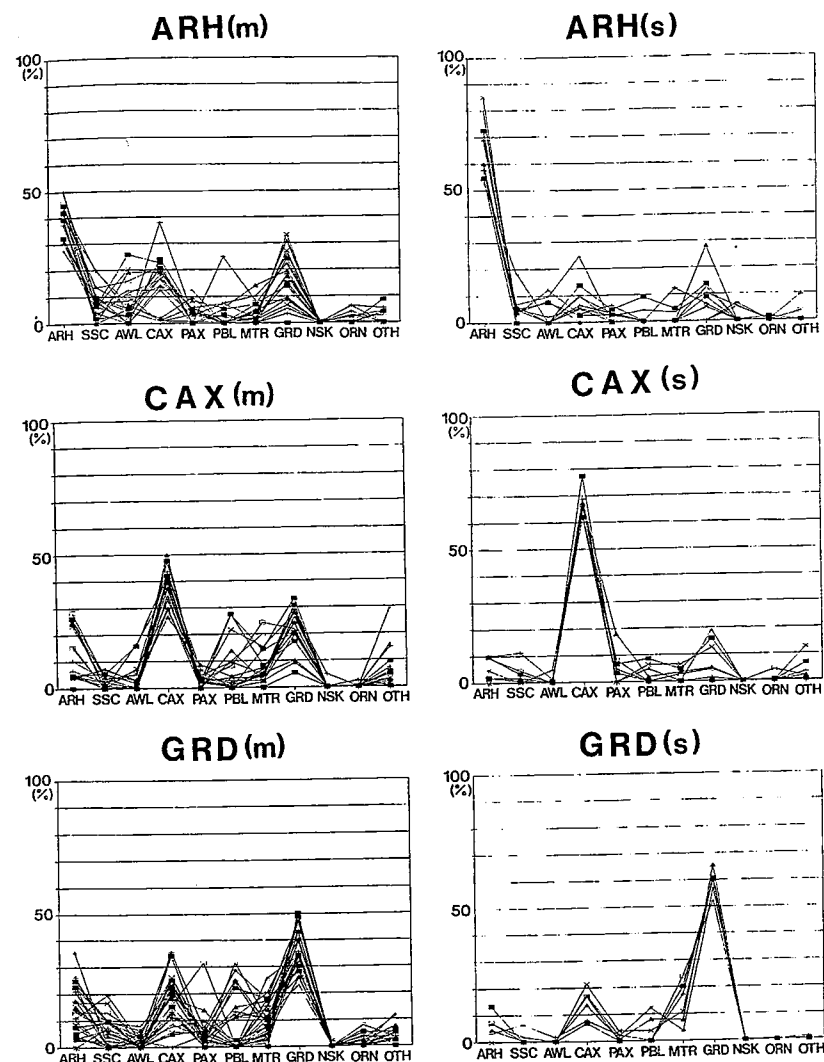 ARH(m)
100
(%)
50
0
ARH SSC AWL CAX PAX PBL MTR GRD NSK ORN OTH
ARH(s)
100
(%)
50
0
ARH SSC AWL CAX PAX PBL MTR GRD NSK ORN OTH
CAX(m)
100
(%)
50
0
ARH SSC AWL CAX PAX PBL MTR GRD NSK ORN OTH
CAX(s)
100
(%)
50
0
ARH SSC AWL CAX PAX PBL MTR GRD NSK ORN OTH
GRD(m)
100
(%)
50
0
ARH SSC AWL CAX PAX PBL MTR GRD NSK ORN OTH
GRD(s)
100
(%)
50
0
ARH SSC AWL CAX PAX PBL MTR GRD NSK ORN OTH